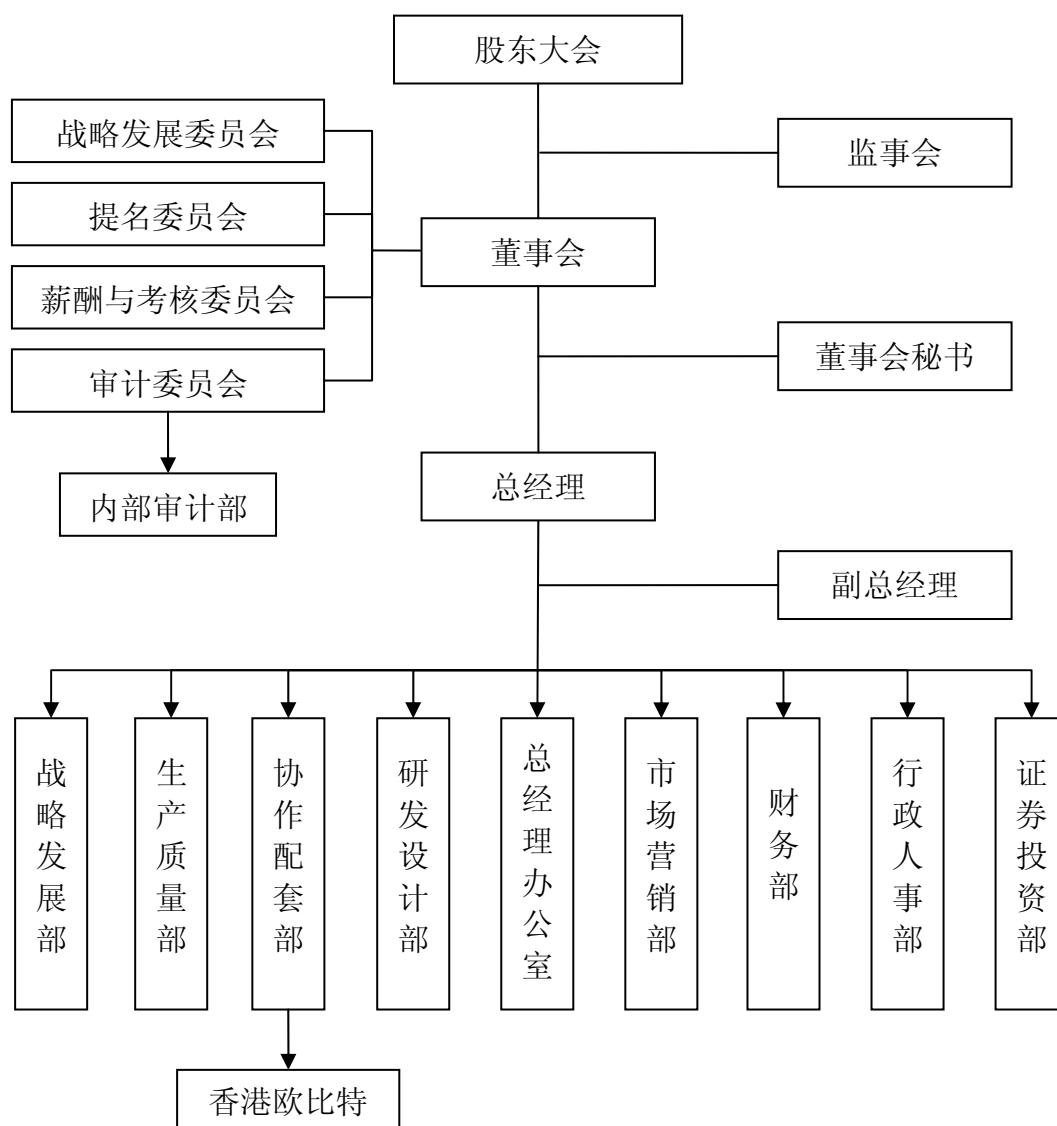 股东大会
战略发展委员会
监事会
提名委员会
董事会
薪酬与考核委员会
董事会秘书
审计委员会
总经理
内部审计部
副总经理
战略发展部
生产质量部
协作配套部
研发设计部
总经理办公室
市场营销部
财务部
行政人事部
证券投资部
香港欧比特